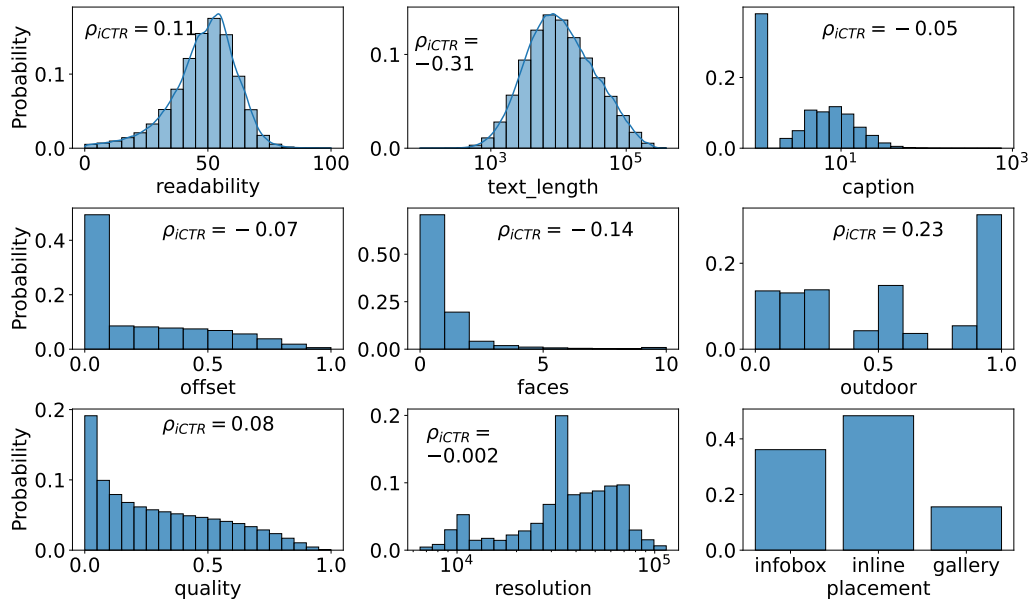 Probability
0.1
0.0
ρiCTR = 0.11
0 50 100
readability
0.1
0.0
ρiCTR =
−0.31
10^3 10^5
text_length
0.2
0.0
ρiCTR = −0.05
10^1 10^3
caption
Probability
0.4
0.2
0.0
ρiCTR = −0.07
0.0 0.5 1.0
offset
0.50
0.25
0.00
ρiCTR = −0.14
0 5 10
faces
0.2
0.0
ρiCTR = 0.23
0.0 0.5 1.0
outdoor
Probability
0.2
0.1
0.0
ρiCTR = 0.08
0.0 0.5 1.0
quality
0.2
0.1
0.0
ρiCTR =
−0.002
10^4 10^5
resolution
0.4
0.2
0.0
infobox inline gallery
placement